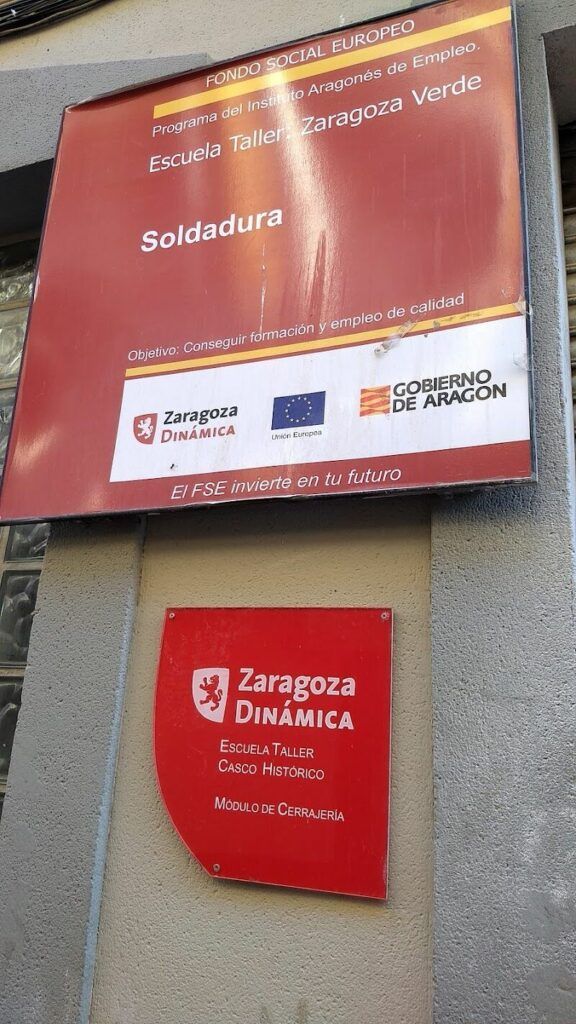 FONDO SOCIAL EUROPEO
Programa del Instituto Aragonés de Empleo.
Escuela Taller: Zaragoza Verde
Soldadura
Objetivo: Conseguir formación y empleo de calidad
Zaragoza
DINÁMICA
Unión Europea
GOBIERNO
DE ARAGON
El FSE invierte en tu futuro
Zaragoza
DINÁMICA
ESCUELA TALLER
CASCO HISTÓRICO
MÓDULO DE CERRAJERÍA